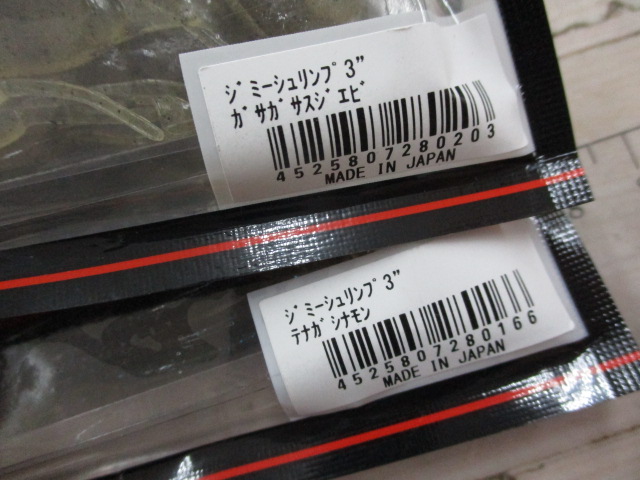 ｼﾞﾐｰｼｭﾘﾝﾌﾟ3"
ｶﾞｻｶﾞｻｽｼﾞｴﾋﾞ
4525807280203
MADE IN JAPAN
ｼﾞﾐｰｼｭﾘﾝﾌﾟ3"
ﾃﾅｶﾞｼﾅﾓﾝ
4525807280166
MADE IN JAPAN